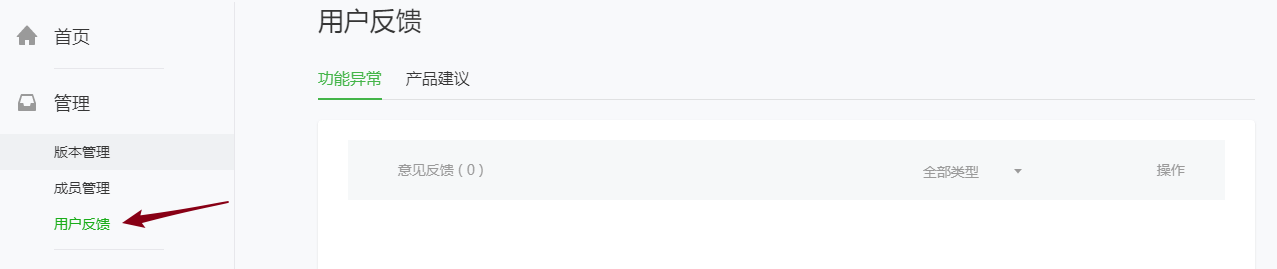 首页
管理
版本管理
成员管理
用户反馈
用户反馈
功能异常 产品建议
意见反馈 ( 0 ) 全部类型 操作